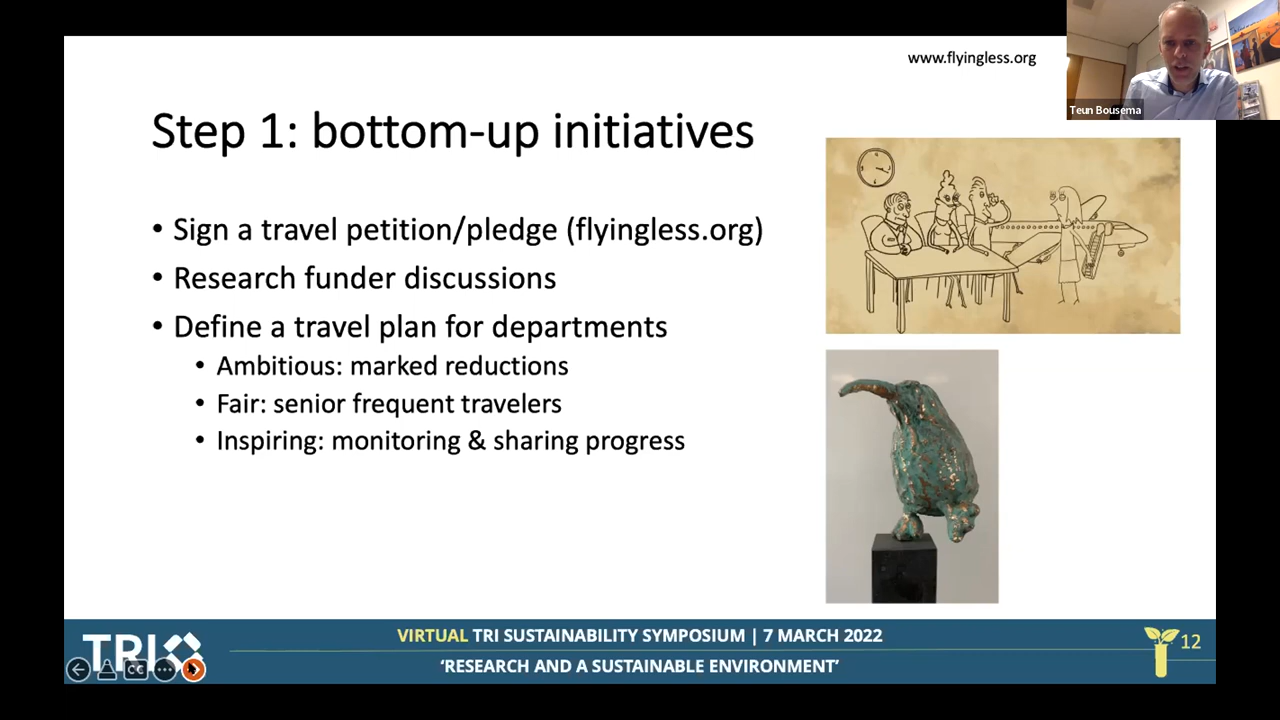 www.flyingless.org
Teun Bousema
Step 1: bottom-up initiatives
• Sign a travel petition/pledge (flyingless.org)
• Research funder discussions
• Define a travel plan for departments
• Ambitious: marked reductions
• Fair: senior frequent travelers
• Inspiring: monitoring & sharing progress
TRI
CC
VIRTUAL TRI SUSTAINABILITY SYMPOSIUM | 7 MARCH 2022
‘RESEARCH AND A SUSTAINABLE ENVIRONMENT’
12